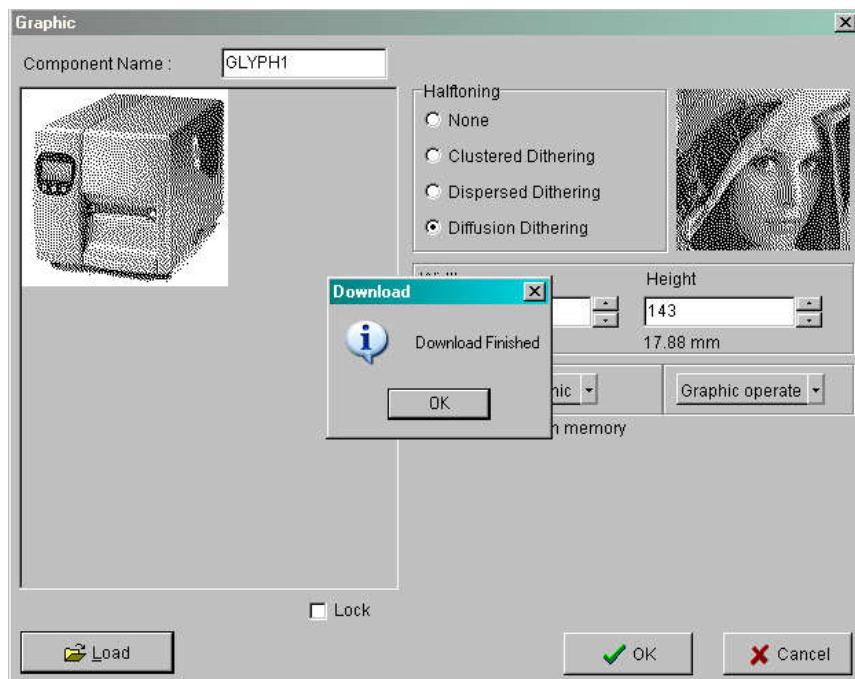 Graphic
Component Name :
GLYPH1
Halftoning
None
Clustered Dithering
Dispersed Dithering
Diffusion Dithering
Height
143
17.88 mm
Download
Download Finished
OK
Graphic operate
memory
Lock
Load
OK
Cancel